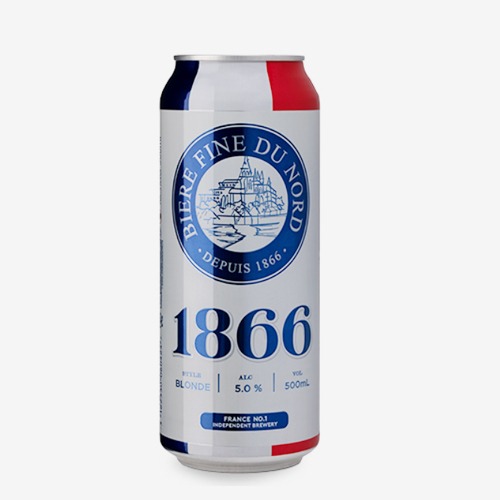 BIERE FINE DU NORD
· DEPUIS 1866 ·
1866
STYLE ALC VOL
BLONDE 5.0 % 500mL
FRANCE NO.1
INDEPENDENT BREWERY